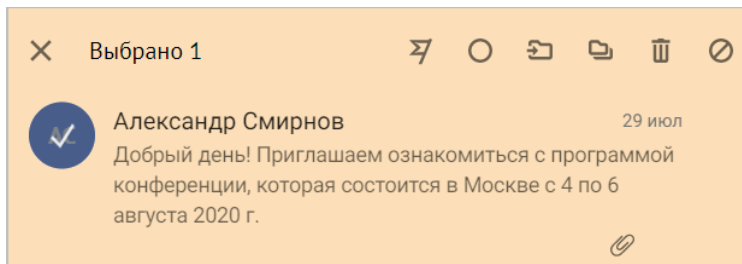 Выбрано 1
Александр Смирнов
29 июл
Добрый день! Приглашаем ознакомиться с программой
конференции, которая состоится в Москве с 4 по 6
августа 2020 г.